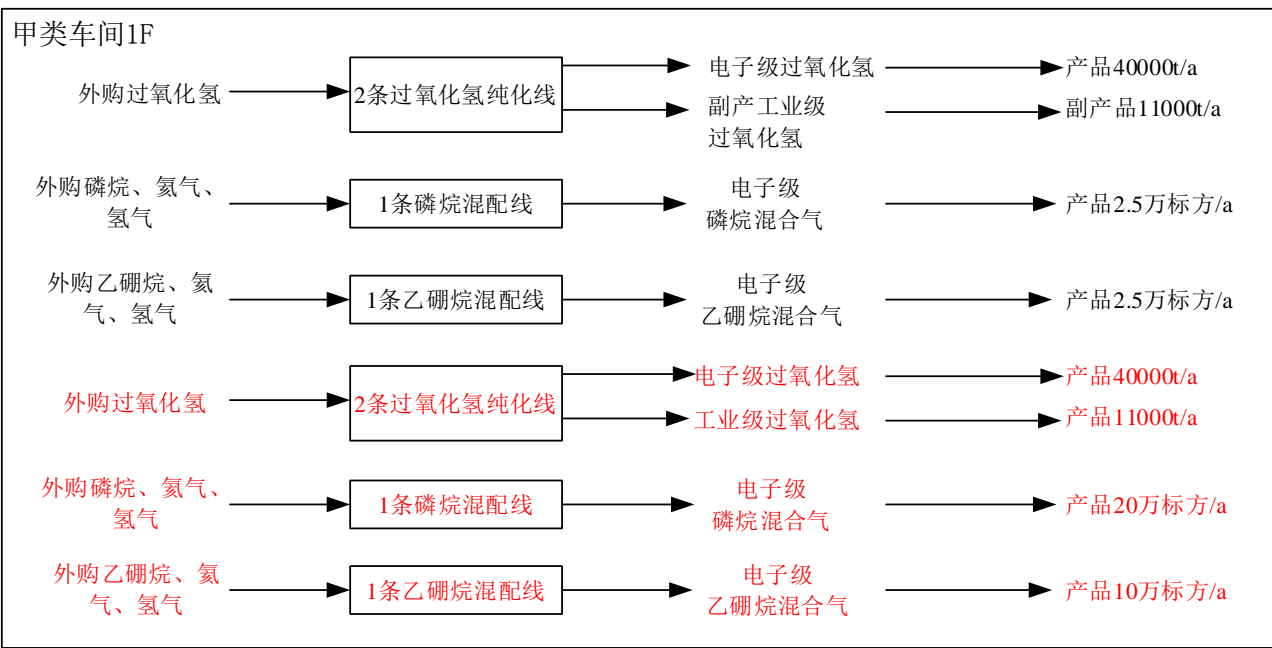 甲类车间1F
外购过氧化氢
2条过氧化氢纯化线
电子级过氧化氢
产品40000t/a
副产工业级
过氧化氢
副产品11000t/a
外购磷烷、氦气、
氢气
1条磷烷混配线
电子级
磷烷混合气
产品2.5万标方/a
外购乙硼烷、氦
气、氢气
1条乙硼烷混配线
电子级
乙硼烷混合气
产品2.5万标方/a
外购过氧化氢
2条过氧化氢纯化线
电子级过氧化氢
产品40000t/a
工业级过氧化氢
产品11000t/a
外购磷烷、氦气、
氢气
1条磷烷混配线
电子级
磷烷混合气
产品20万标方/a
外购乙硼烷、氦
气、氢气
1条乙硼烷混配线
电子级
乙硼烷混合气
产品10万标方/a